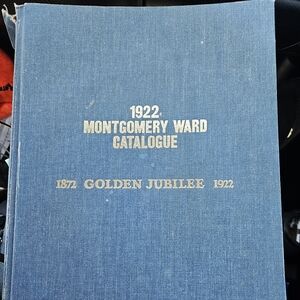 1922
MONTGOMERY WARD
CATALOGUE
1872 GOLDEN JUBILEE 1922